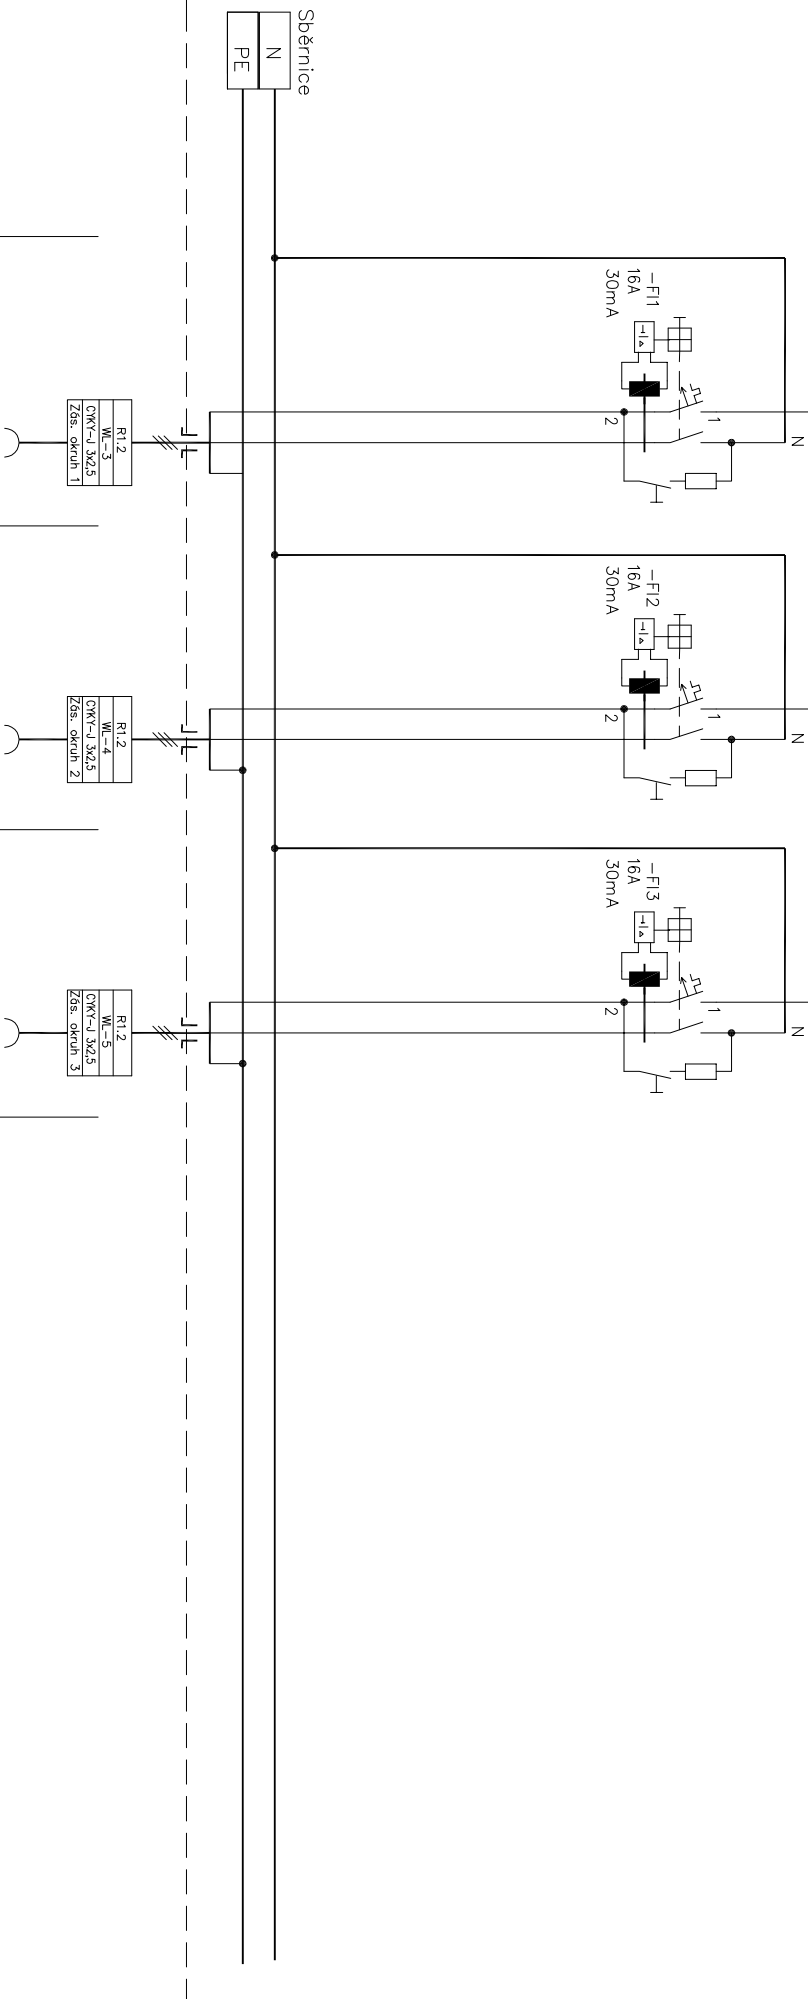 Sběrnice
N
PE
-FI1
16A
30mA
1
N
2
R1.2
WL-3
CYKY-J 3x2,5
Zás. okruh 1
-FI2
16A
30mA
1
N
2
R1.2
WL-4
CYKY-J 3x2,5
Zás. okruh 2
-FI3
16A
30mA
1
N
2
R1.2
WL-5
CYKY-J 3x2,5
Zás. okruh 3